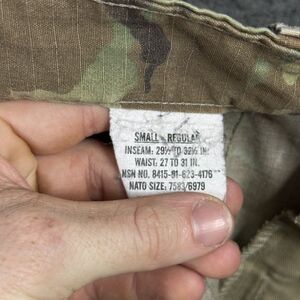 SMALL - REGULAR
INSEAM: 29½ TO 32½ IN.
WAIST: 27 TO 31 IN.
NSN NO. 8415-01-623-4176
NATO SIZE: 7583/6979